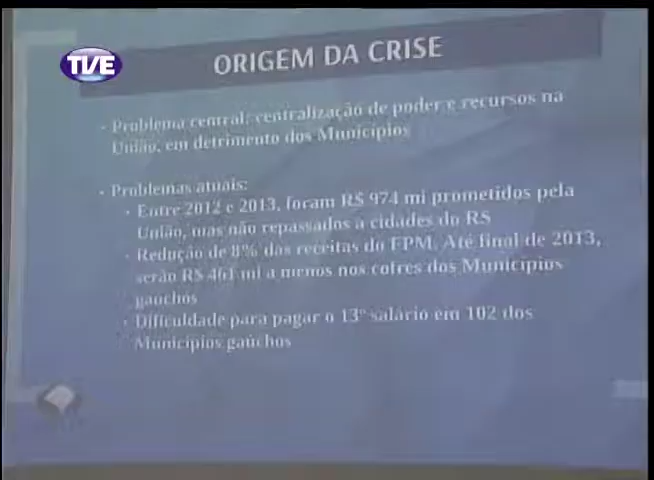 TVE
ORIGEM DA CRISE
- Problema central: centralização de poder e recursos na
União, em detrimento dos Municípios
- Problemas atuais:
- Entre 2012 e 2013, foram R$ 974 mi prometidos pela
União, mas não repassados a cidades do RS
- Redução de 8% das receitas do FPM. Até final de 2013,
serão R$ 461 mi a menos nos cofres dos Municípios
gaúchos
- Dificuldade para pagar o 13º salário em 102 dos
Municípios gaúchos